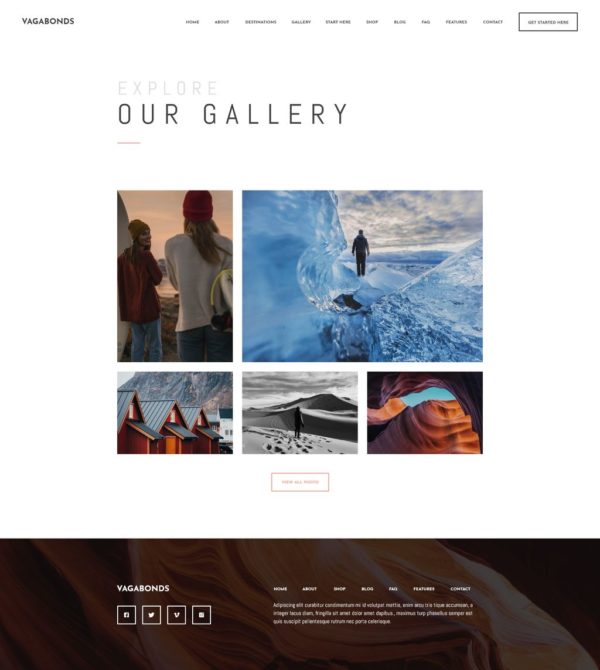 VAGABONDS
HOME ABOUT DESTINATIONS GALLERY START HERE SHOP BLOG FAQ FEATURES CONTACT GET STARTED HERE
EXPLORE
OUR GALLERY
VIEW ALL PHOTOS
VAGABONDS
HOME ABOUT SHOP BLOG FAQ FEATURES CONTACT
Adipiscing elit curabitur condimentum mi id volutpat mattis, enim arcu tris tique accumsan, a
integer lacus diam, fringilla sit amet dolor amet dapibus., maximus turp phasellus semper est
quis suscipit pellentesque rutrum nec porta celerisque.